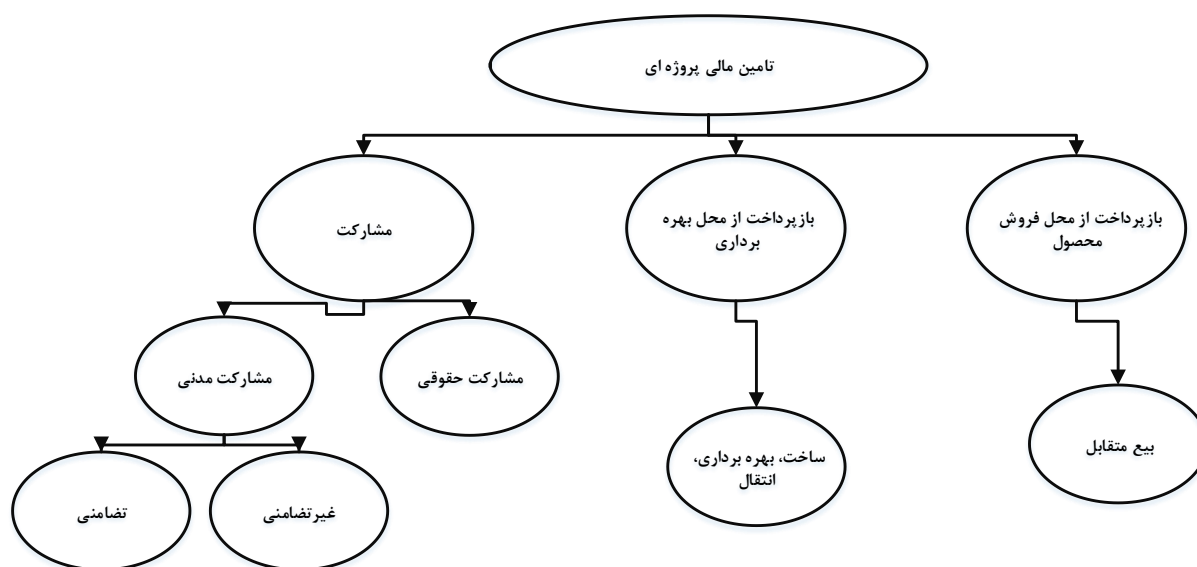 تامین مالی پروژه ای
بازپرداخت از محل فروش
محصول
بازپرداخت از محل بهره
برداری
مشارکت
مشارکت حقوقی
مشارکت مدنی
بیع متقابل
ساخت، بهره برداری،
انتقال
غیرتضامنی
تضامنی